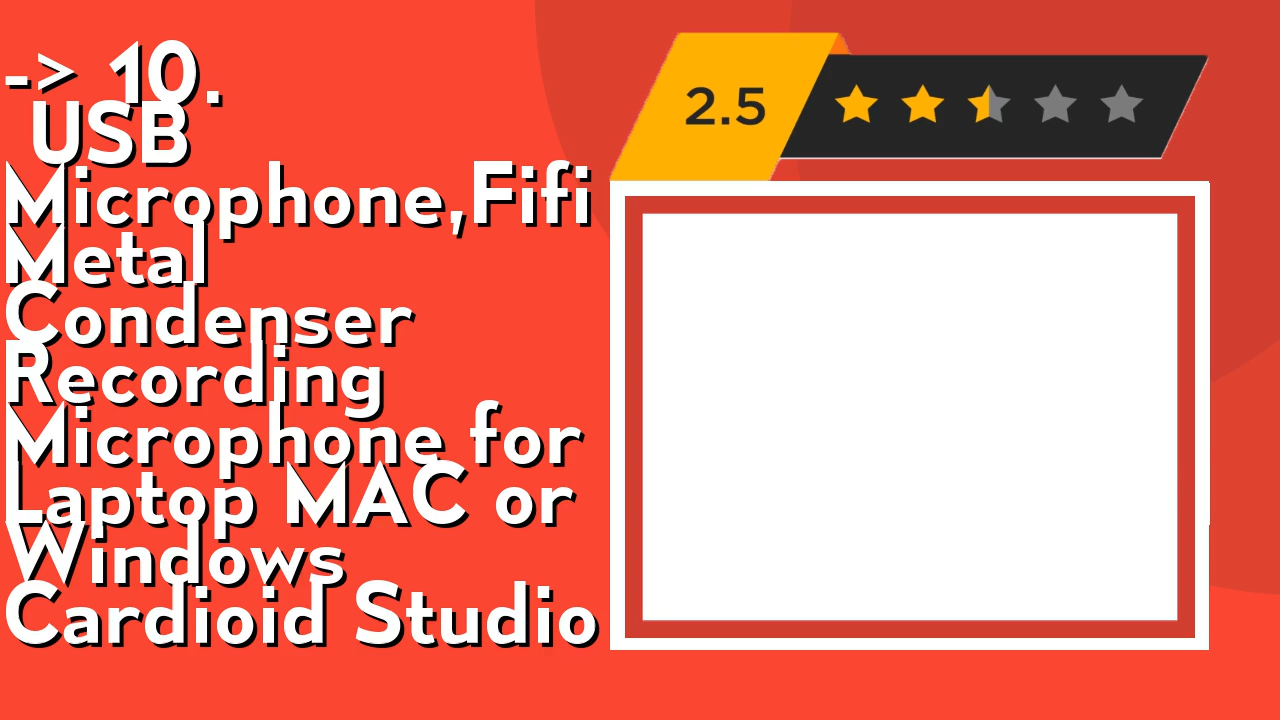 -> 10.
USB
Microphone,Fifi
Metal
Condenser
Recording
Microphone for
Laptop MAC or
Windows
Cardioid Studio
2.5